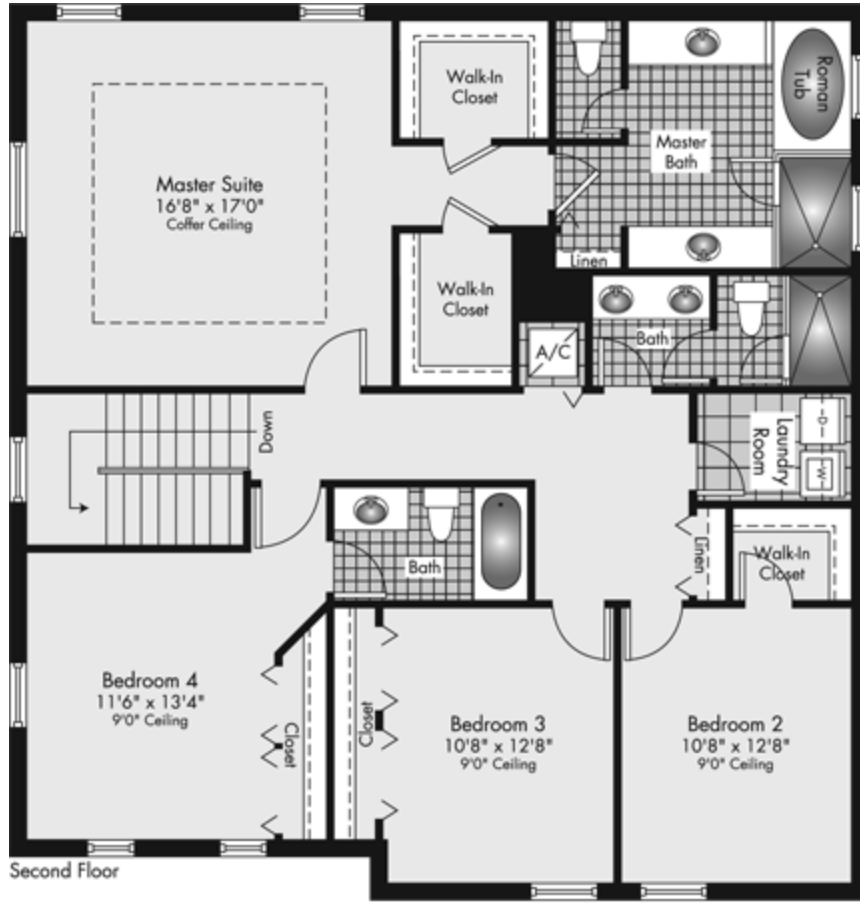 Walk-In
Closet
Roman
Tub
Master
Bath
Master Suite
16'8" x 17'0"
Coffer Ceiling
Linen
Walk-In
Closet
A/C
Bath
Down
Laundry
Room
D
W
Linen
Walk-In
Closet
Bath
Bedroom 4
11'6" x 13'4"
9'0" Ceiling
Closet
Closet
Bedroom 3
10'8" x 12'8"
9'0" Ceiling
Bedroom 2
10'8" x 12'8"
9'0" Ceiling
Second Floor